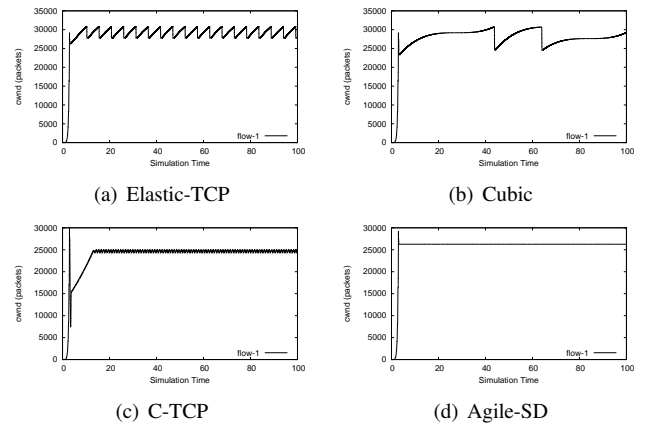 cwnd (packets)
35000
30000
25000
20000
15000
10000
5000
0
flow-1
0 20 40 60 80 100
Simulation Time
(a) Elastic-TCP
cwnd (packets)
35000
30000
25000
20000
15000
10000
5000
0
flow-1
0 20 40 60 80 100
Simulation Time
(b) Cubic
cwnd (packets)
30000
25000
20000
15000
10000
5000
0
flow-1
0 20 40 60 80 100
Simulation Time
(c) C-TCP
cwnd (packets)
30000
25000
20000
15000
10000
5000
0
flow-1
0 20 40 60 80 100
Simulation Time
(d) Agile-SD